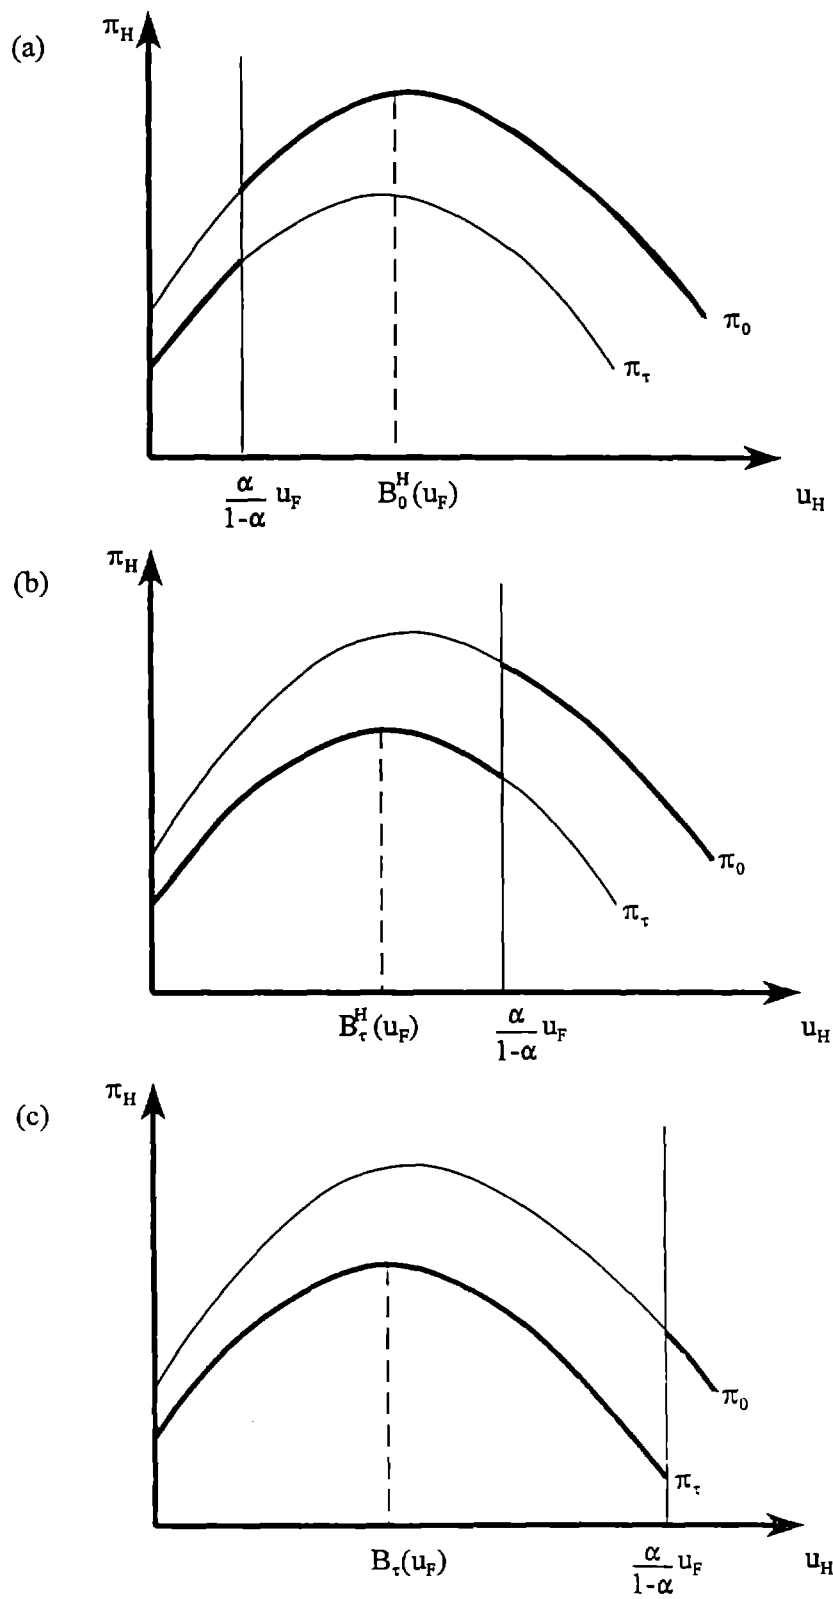 (a)
π_H
π_0
π_τ
α/(1-α) u_F
B_0^H(u_F)
u_H
(b)
π_H
π_0
π_τ
B_τ^H(u_F)
α/(1-α) u_F
u_H
(c)
π_H
π_0
π_τ
B_τ(u_F)
α/(1-α) u_F
u_H